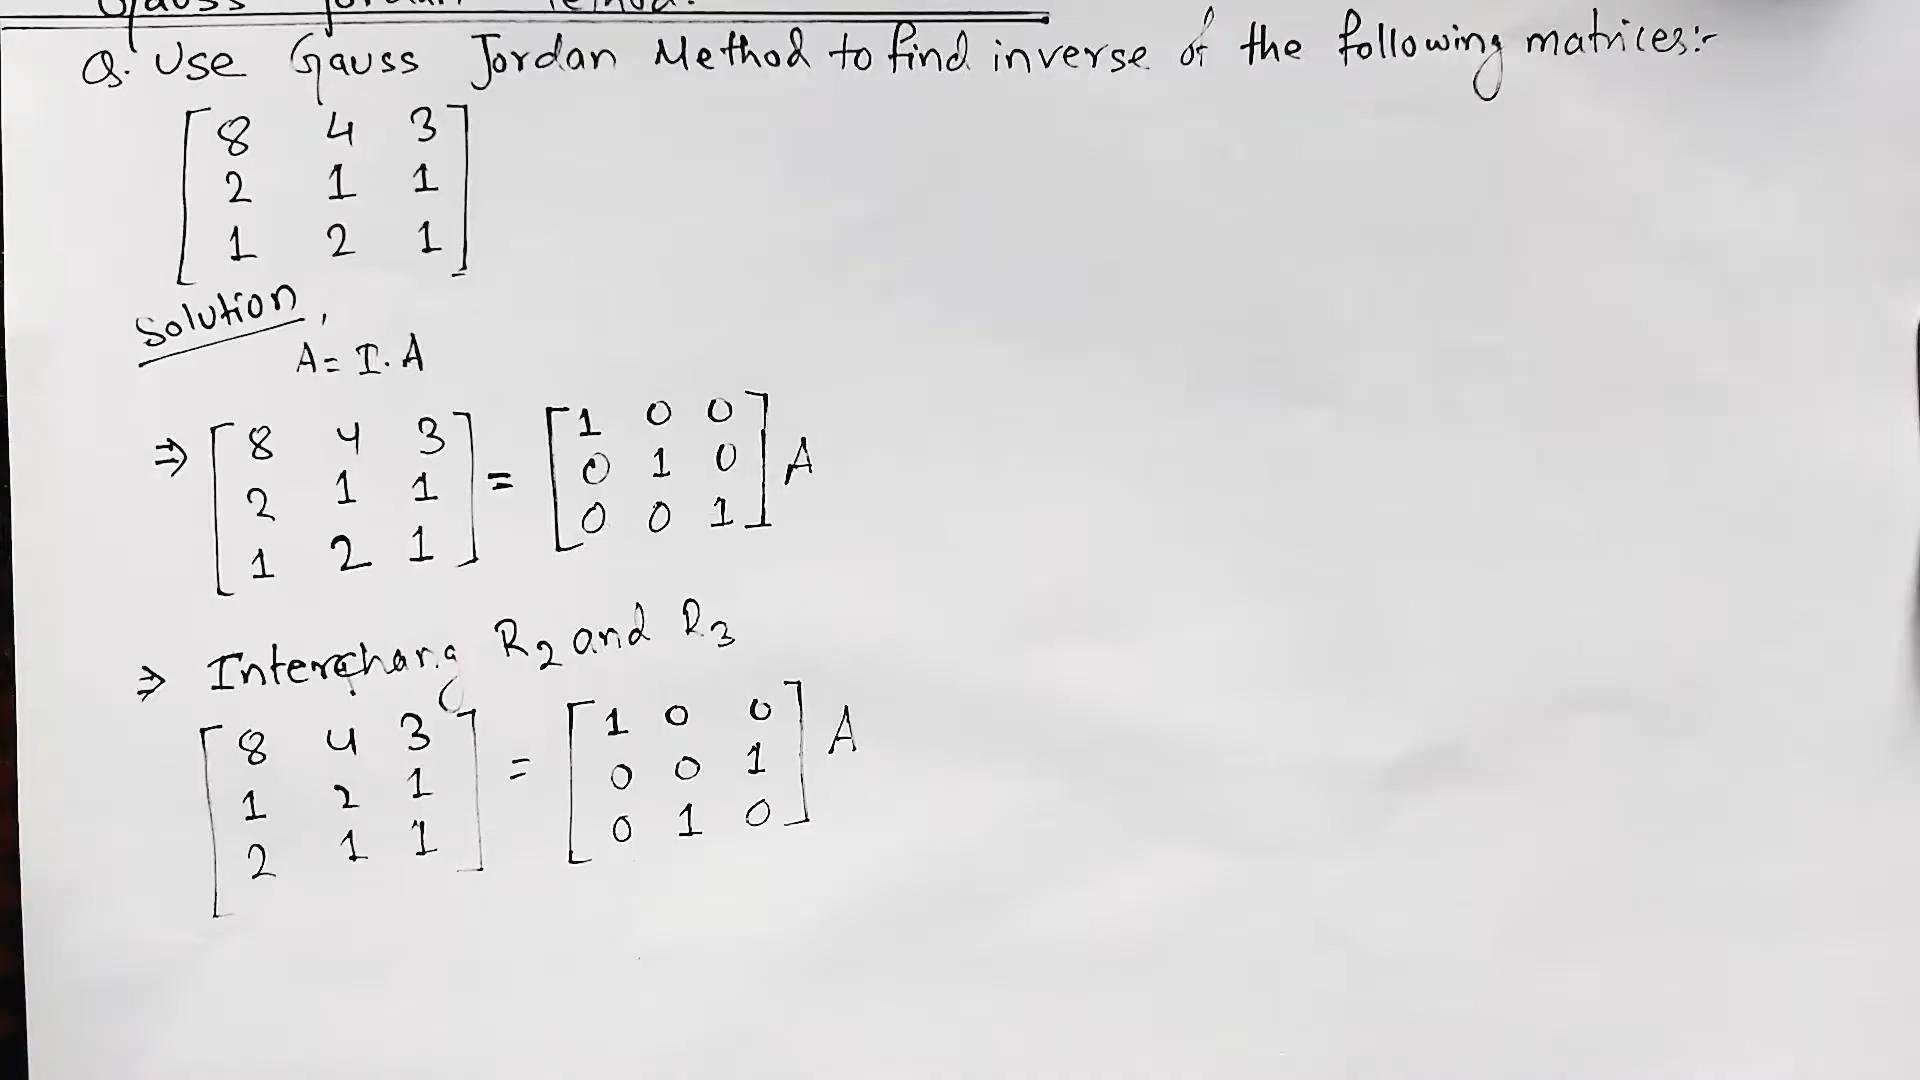 Gauss Jordan Method:
Q. Use Gauss Jordan Method to find inverse of the following matrices:-
8 4 3
2 1 1
1 2 1
Solution,
A = I. A
⇒ [8 4 3] = [1 0 0] A
2 1 1 0 1 0
1 2 1 0 0 1
⇒ Interchang R2 and R3
[8 4 3] = [1 0 0] A
1 2 1 0 0 1
2 1 1 0 1 0